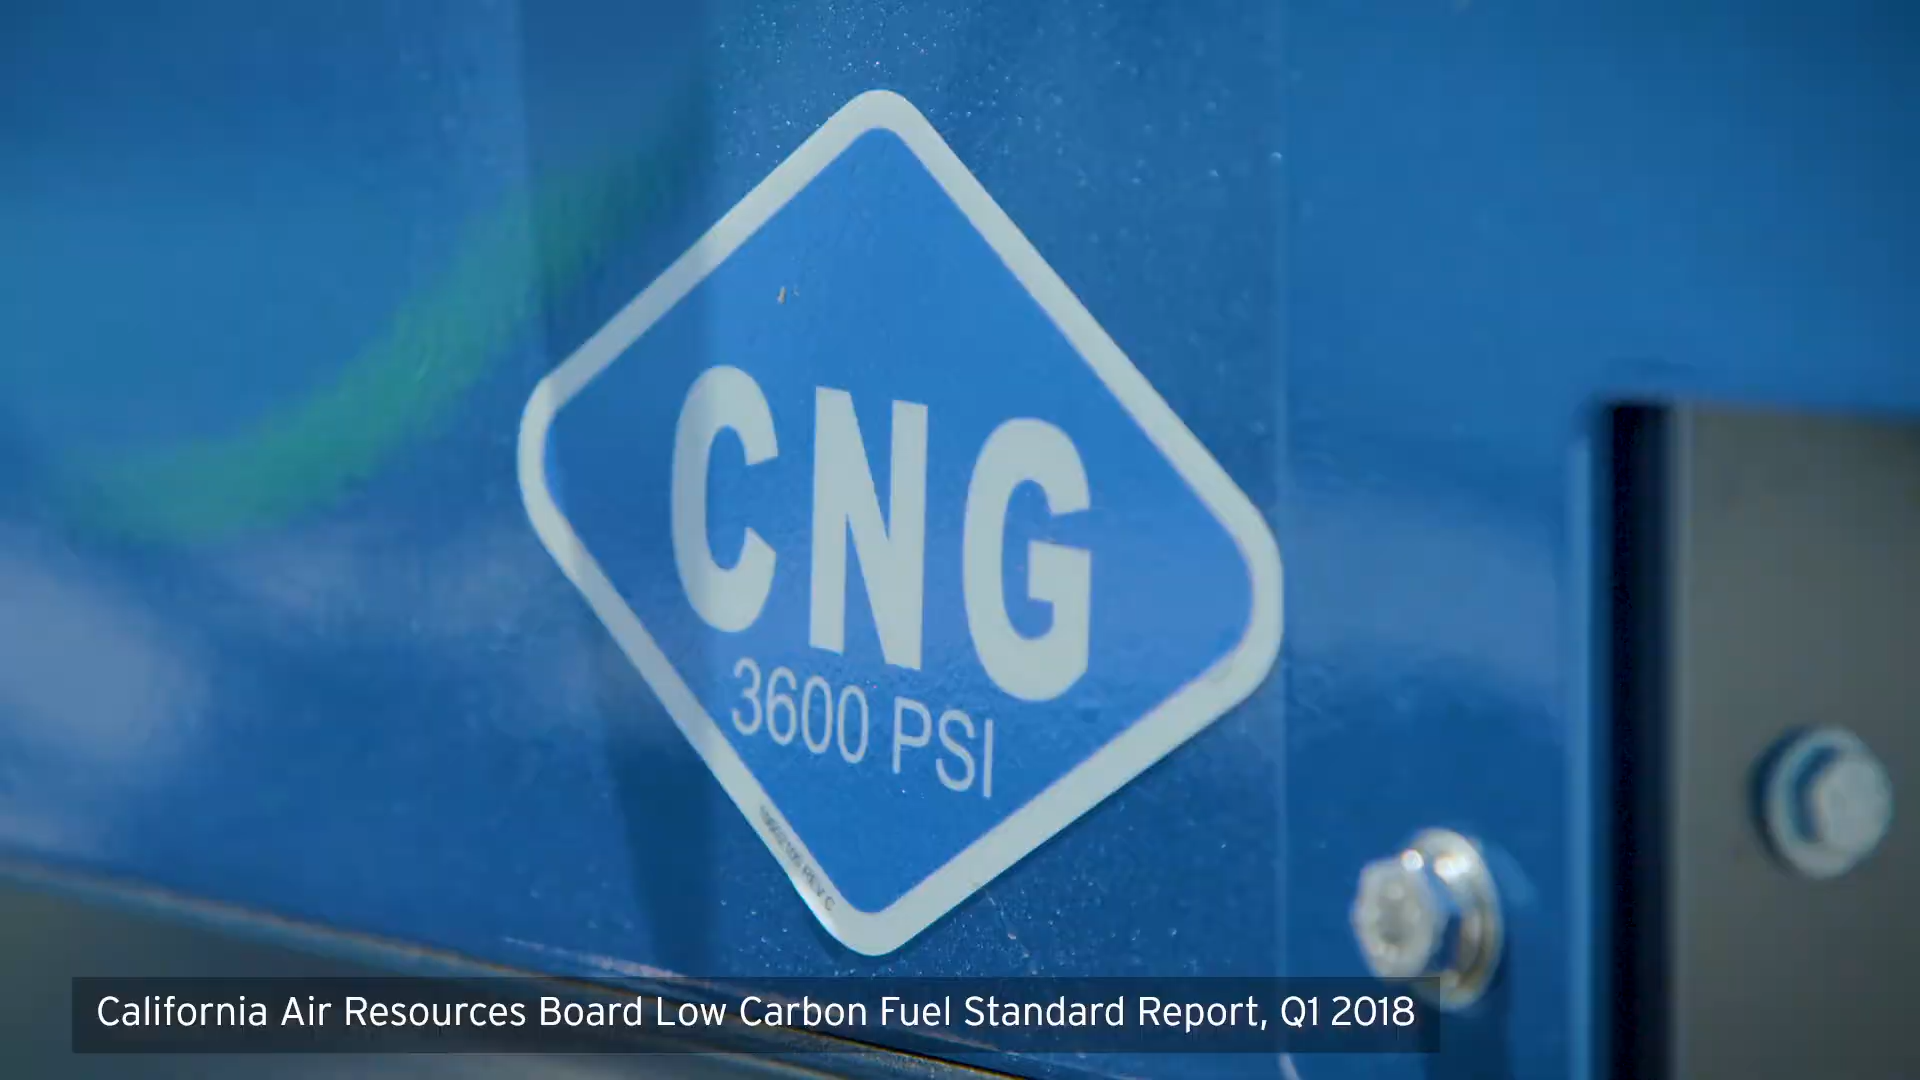 CNG
3600 PSI
California Air Resources Board Low Carbon Fuel Standard Report, Q1 2018